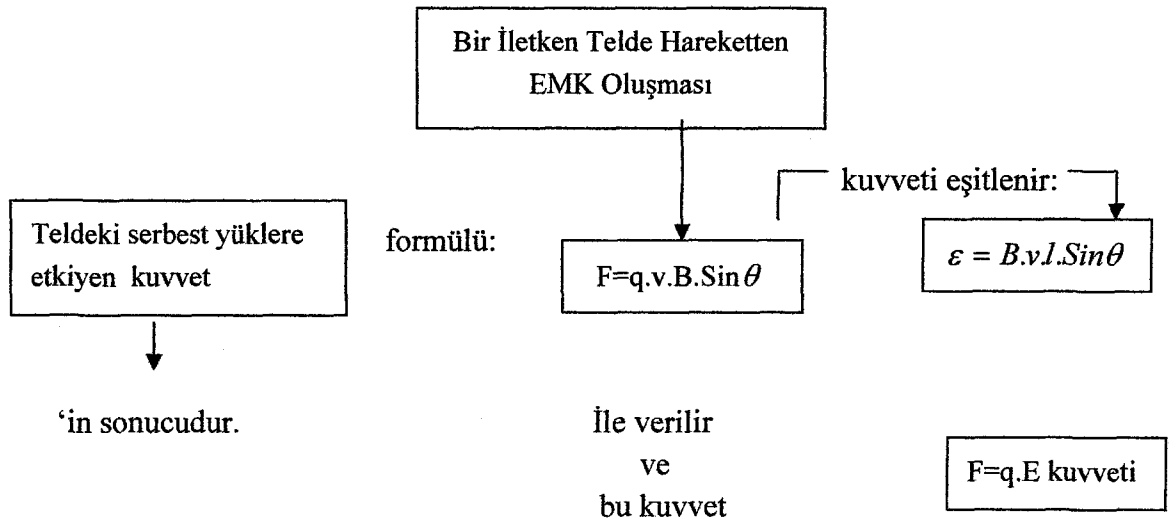 Bir İletken Telde Hareketten
EMK Oluşması
kuvveti eşitlenir:
Teldeki serbest yüklere
etkiyen kuvvet
formülü:
F=q.v.B.Sin θ
ε = B.v.l.Sinθ
‘in sonucudur.
İle verilir
ve
bu kuvvet
F=q.E kuvveti